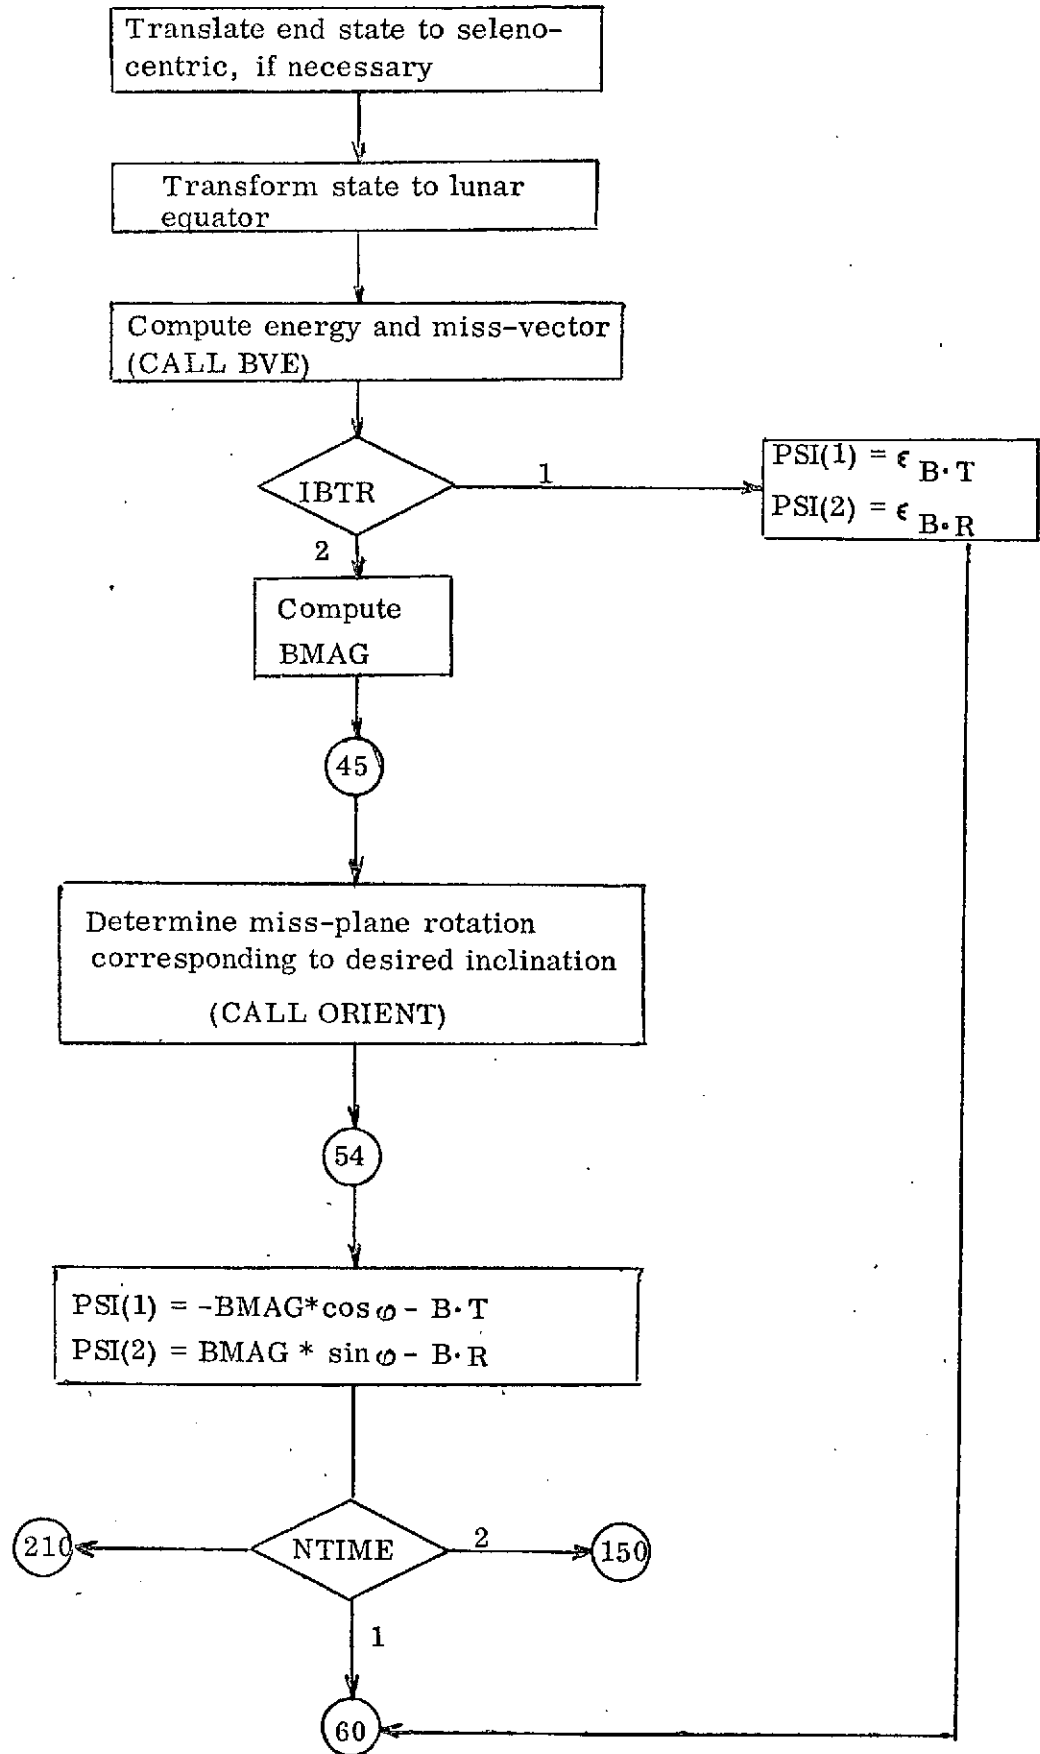 Translate end state to seleno-
centric, if necessary
Transform state to lunar
equator
Compute energy and miss-vector
(CALL BVE)
IBTR
1
PSI(1) = ϵ B·T
PSI(2) = ϵ B·R
2
Compute
BMAG
45
Determine miss-plane rotation
corresponding to desired inclination
(CALL ORIENT)
54
PSI(1) = -BMAG*cos φ - B·T
PSI(2) = BMAG * sin φ - B·R
210
NTIME
2
150
1
60